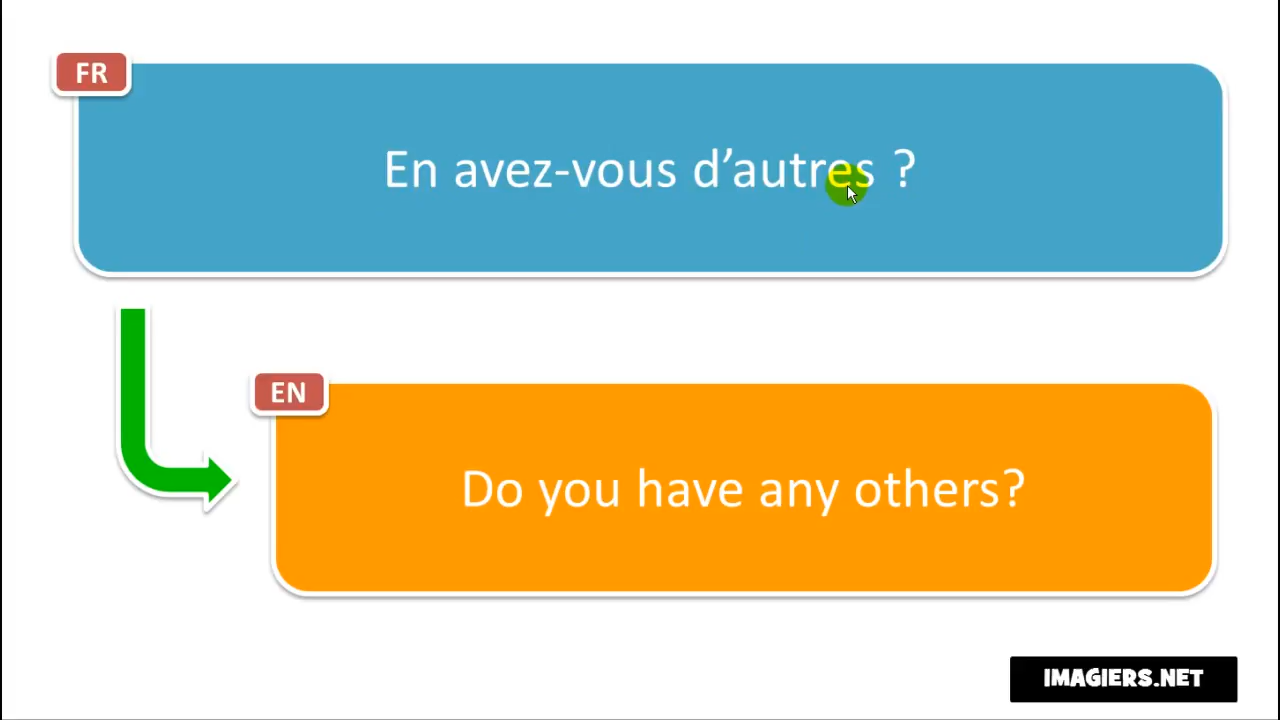 FR
En avez-vous d’autres ?
EN
Do you have any others?
IMAGIERS.NET